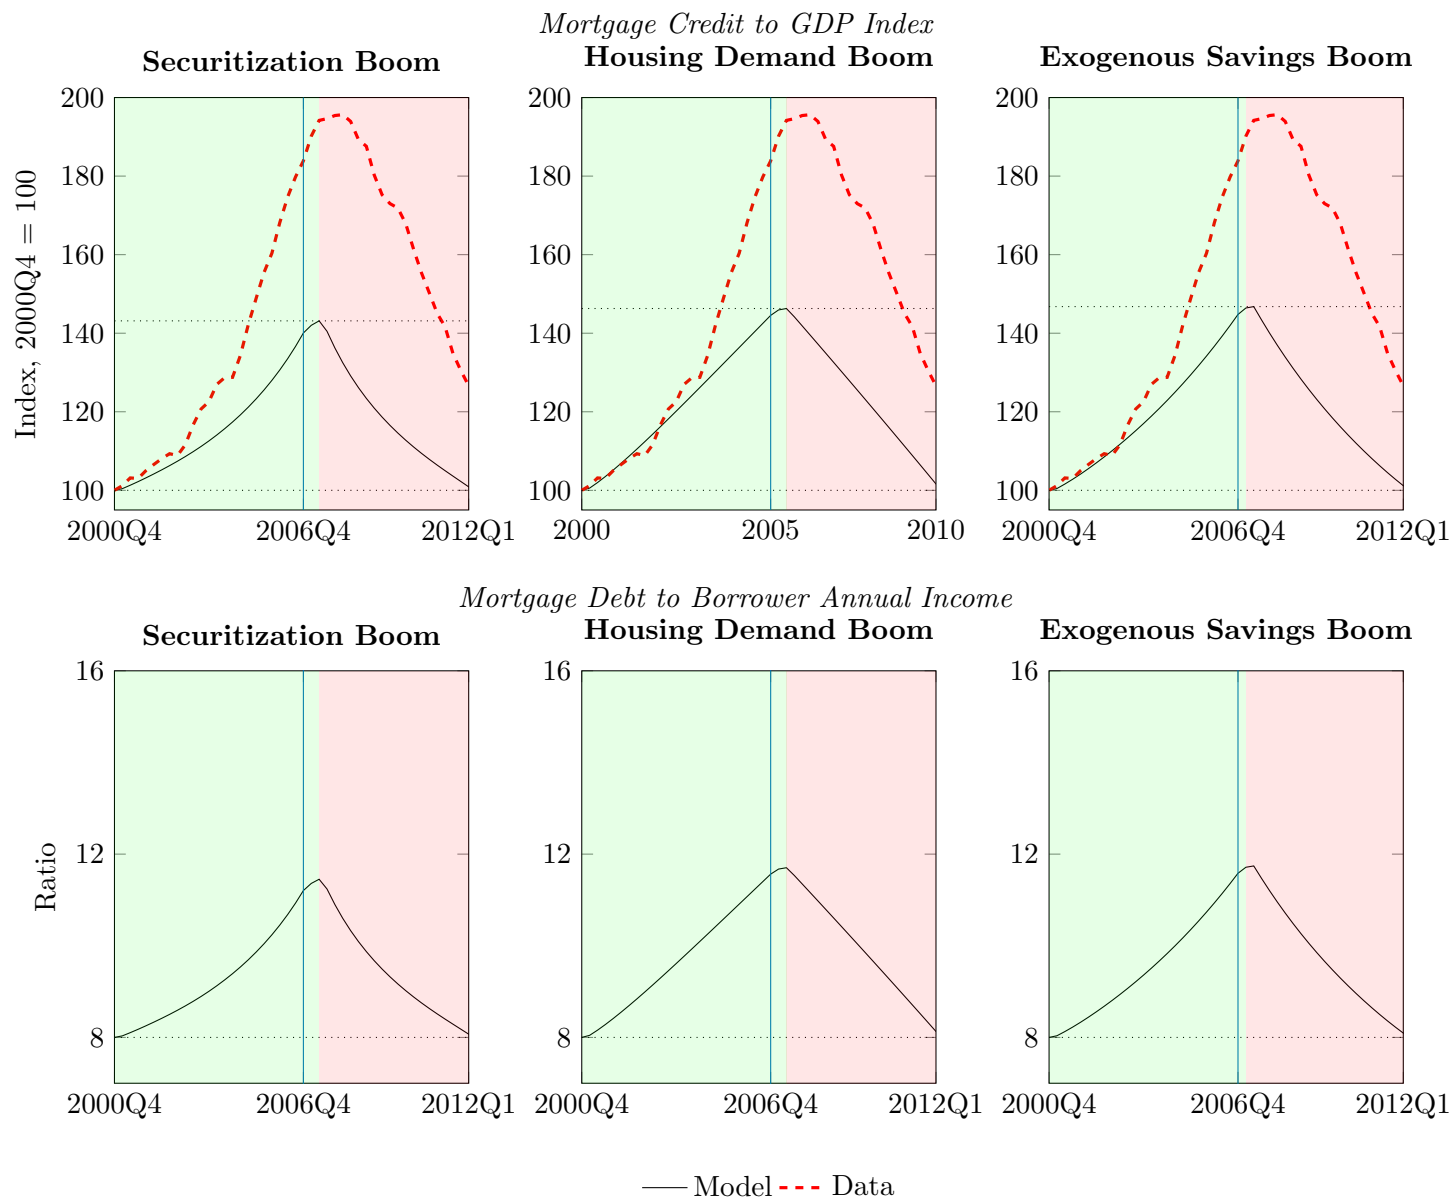 Mortgage Credit to GDP Index
Securitization Boom
Housing Demand Boom
Exogenous Savings Boom
Index, 2000Q4 = 100
200
180
160
140
120
100
2000Q4 2006Q4 2012Q1
200
180
160
140
120
100
2000 2005 2010
200
180
160
140
120
100
2000Q4 2006Q4 2012Q1
Mortgage Debt to Borrower Annual Income
Securitization Boom
Housing Demand Boom
Exogenous Savings Boom
Ratio
16
12
8
2000Q4 2006Q4 2012Q1
16
12
8
2000Q4 2006Q4 2012Q1
16
12
8
2000Q4 2006Q4 2012Q1
Model Data